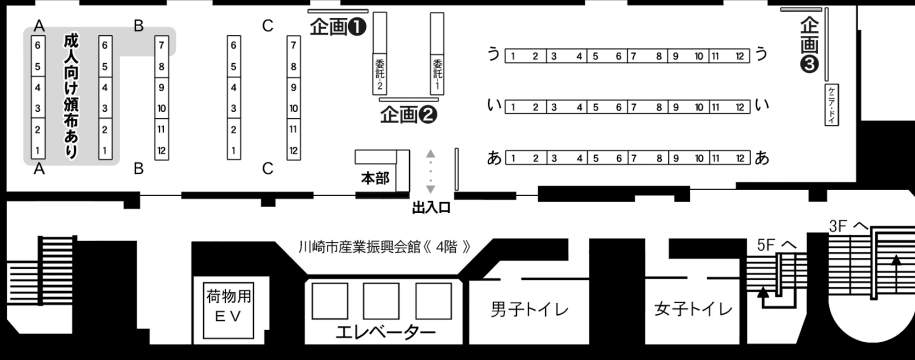 A B C
企画❶
企画❸
6 5 4 3 2 1
成人向け頒布あり
6 5 4 3 2 1
7 8 9 10 11 12
6 5 4 3 2 1
7 8 9 10 11 12
A B C
委託-2
委託-1
企画❷
う 1 2 3 4 5 6 7 8 9 10 11 12 う
い 1 2 3 4 5 6 7 8 9 10 11 12 い
あ 1 2 3 4 5 6 7 8 9 10 11 12 あ
ケニア・ドイ
本部
出入口
川崎市産業振興会館《 4階 》
5F へ
3F へ
荷物用
EV
エレベーター
男子トイレ
女子トイレ